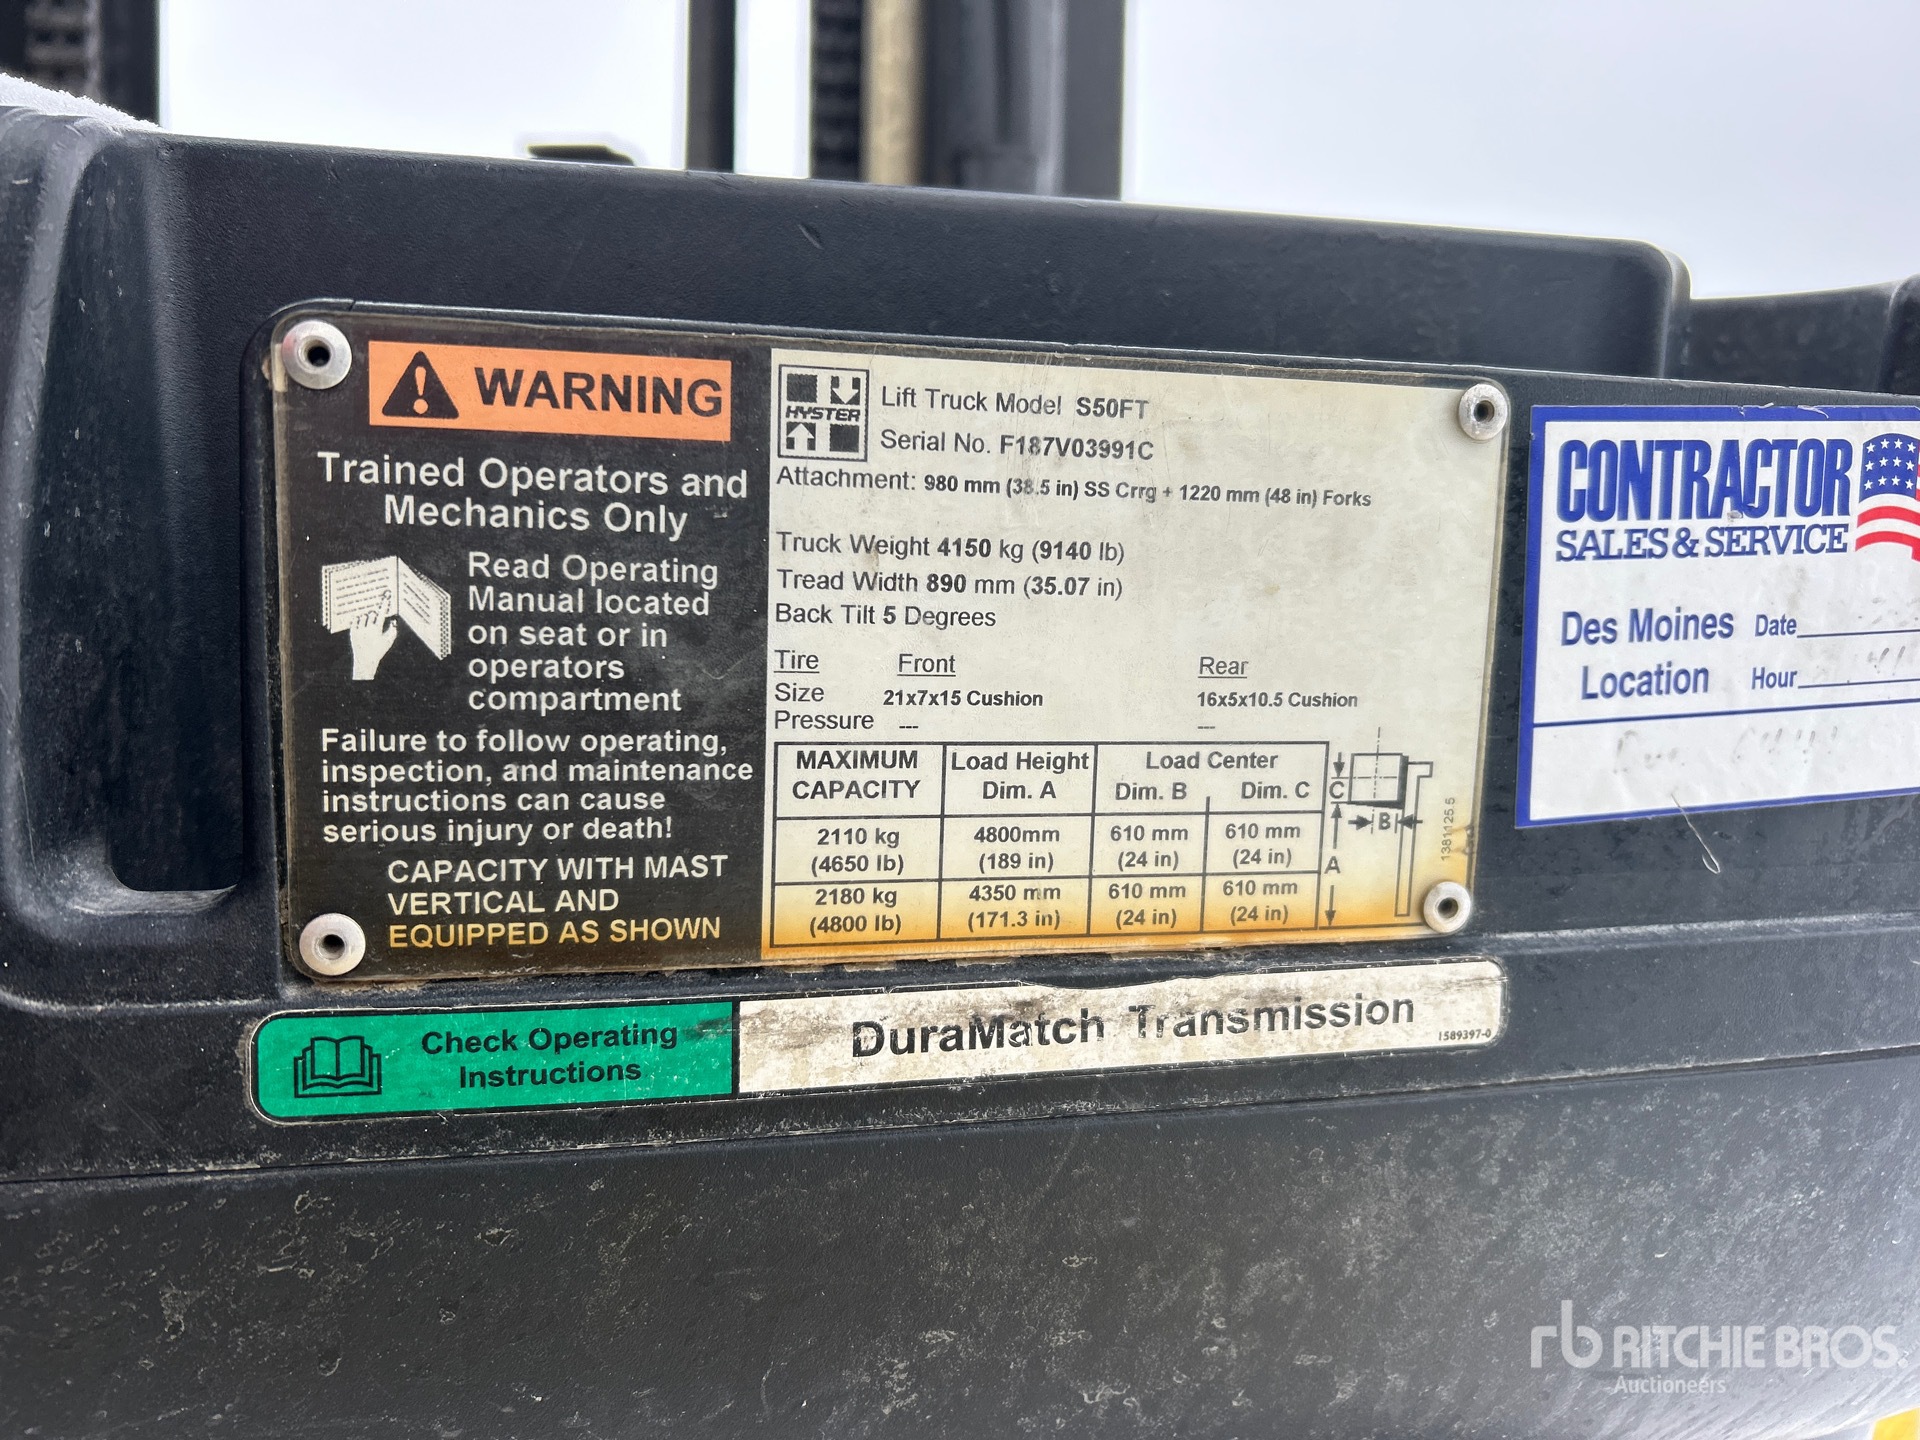 WARNING
Trained Operators and
Mechanics Only
Read Operating
Manual located
on seat or in
operators
compartment
Failure to follow operating,
inspection, and maintenance
instructions can cause
serious injury or death!
CAPACITY WITH MAST
VERTICAL AND
EQUIPPED AS SHOWN
HYSTER
Lift Truck Model S50FT
Serial No. F187V03991C
Attachment: 980 mm (38.5 in) SS Crrg + 1220 mm (48 in) Forks
Truck Weight 4150 kg (9140 lb)
Tread Width 890 mm (35.07 in)
Back Tilt 5 Degrees
Tire Front Rear
Size 21x7x15 Cushion 16x5x10.5 Cushion
Pressure --- ---
MAXIMUM Load Height Load Center
CAPACITY Dim. A Dim. B Dim. C
2110 kg 4800mm 610 mm 610 mm
(4650 lb) (189 in) (24 in) (24 in)
2180 kg 4350 mm 610 mm 610 mm
(4800 lb) (171.3 in) (24 in) (24 in)
C
B
A
1381125.5
Check Operating
Instructions
DuraMatch Transmission
1589397-0
CONTRACTOR
SALES & SERVICE
Des Moines Date
Location Hour
rb RITCHIE BROS.
Auctioneers